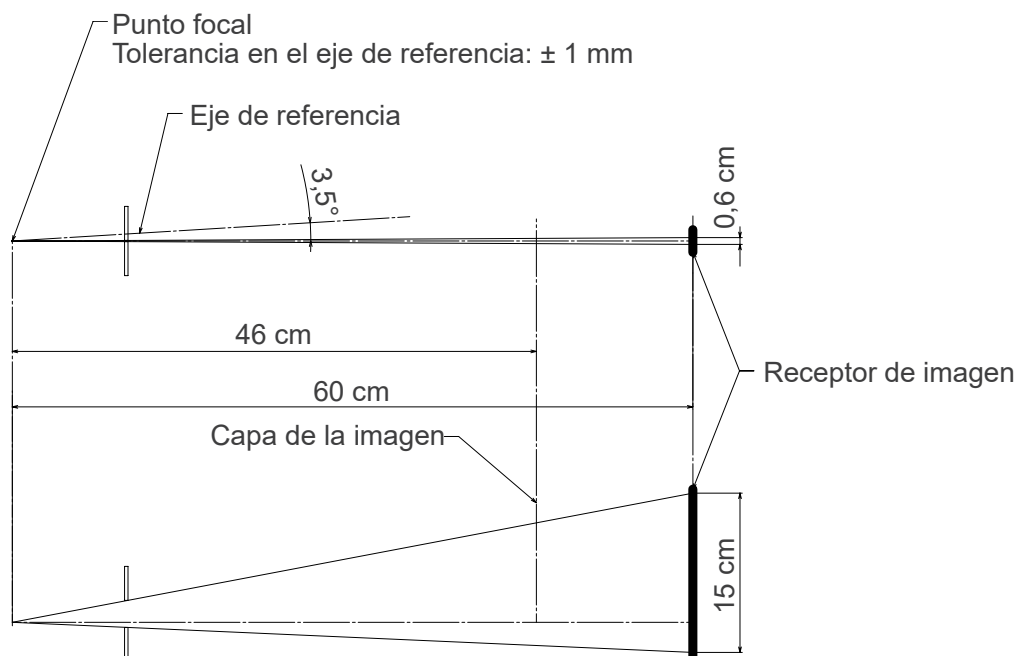 Punto focal
Tolerancia en el eje de referencia: ± 1 mm
Eje de referencia
3,5°
0,6 cm
46 cm
60 cm
Receptor de imagen
Capa de la imagen
15 cm